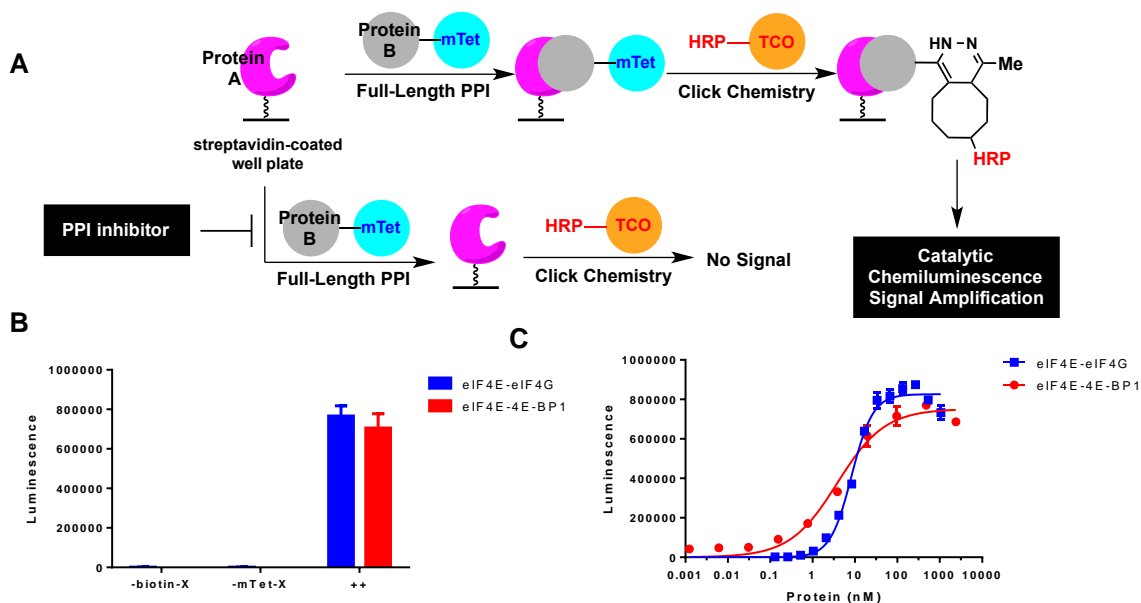 A
Protein
A
Protein
B
mTet
Full-Length PPI
mTet
HRP
TCO
Click Chemistry
HN
N
Me
HRP
streptavidin-coated
well plate
PPI inhibitor
Protein
B
mTet
Full-Length PPI
HRP
TCO
Click Chemistry
No Signal
Catalytic
Chemiluminescence
Signal Amplification
B
1000000
800000
600000
400000
200000
0
Luminescence
-biotin-X
-mTet-X
++
eIF4E-eIF4G
eIF4E-4E-BP1
C
1000000
800000
600000
400000
200000
0
Luminescence
0.001
0.01
0.1
1
10
100
1000
10000
Protein (nM)
eIF4E-eIF4G
eIF4E-4E-BP1